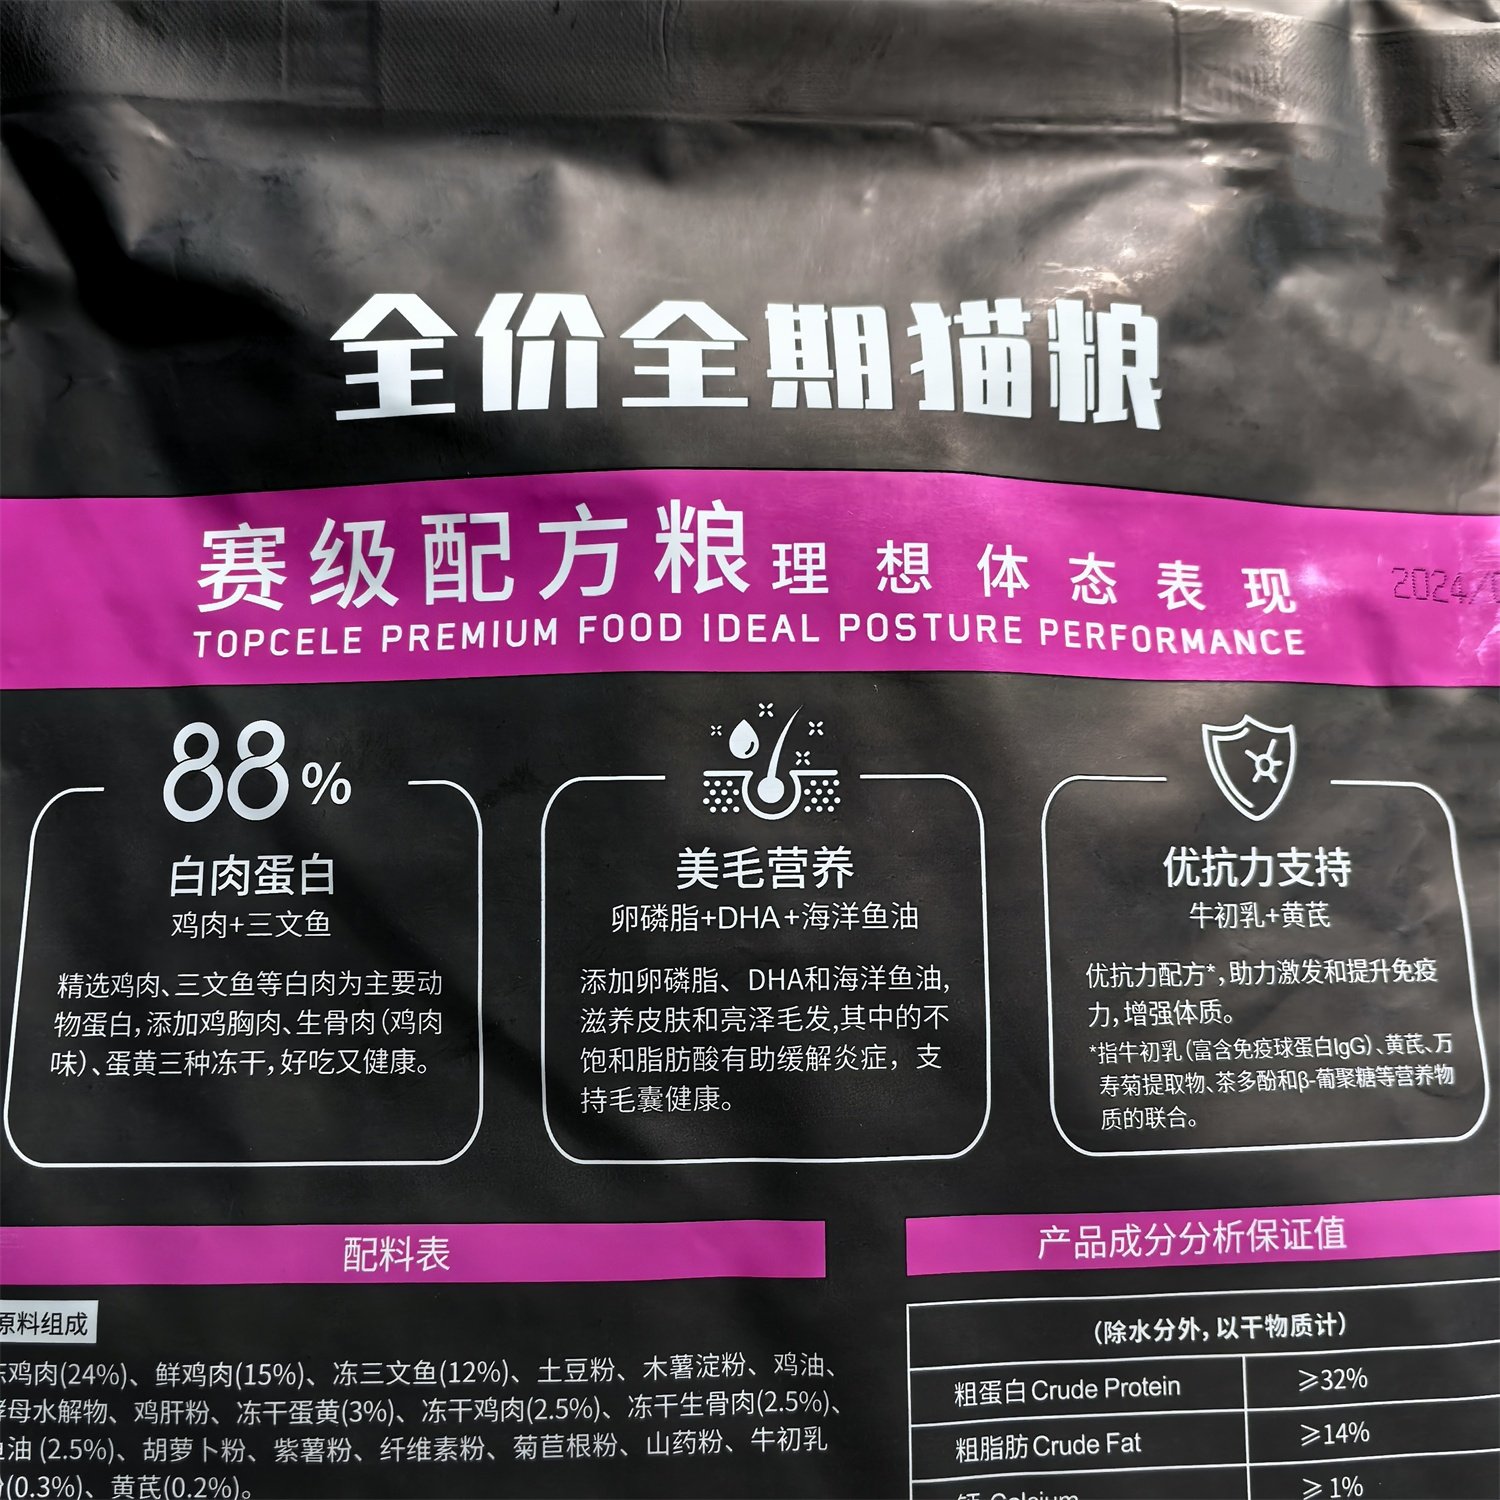 全价全期猫粮
赛级配方粮 理想体态表现
TOPCELE PREMIUM FOOD IDEAL POSTURE PERFORMANCE
2024/0
88%
白肉蛋白
鸡肉+三文鱼
精选鸡肉、三文鱼等白肉为主要动
物蛋白,添加鸡胸肉、生骨肉(鸡肉
味)、蛋黄三种冻干,好吃又健康。
美毛营养
卵磷脂+DHA+海洋鱼油
添加卵磷脂、DHA和海洋鱼油,
滋养皮肤和亮泽毛发,其中的不
饱和脂肪酸有助缓解炎症，支
持毛囊健康。
优抗力支持
牛初乳+黄芪
优抗力配方*,助力激发和提升免疫
力,增强体质。
*指牛初乳(富含免疫球蛋白IgG)、黄芪、万
寿菊提取物、茶多酚和β-葡聚糖等营养物
质的联合。
配料表
原料组成
冻鸡肉(24%)、鲜鸡肉(15%)、冻三文鱼(12%)、土豆粉、木薯淀粉、鸡油、
酵母水解物、鸡肝粉、冻干蛋黄(3%)、冻干鸡肉(2.5%)、冻干生骨肉(2.5%)、
鱼油 (2.5%)、胡萝卜粉、紫薯粉、纤维素粉、菊苣根粉、山药粉、牛初乳
粉(0.3%)、黄芪(0.2%)。
产品成分分析保证值
(除水分外,以干物质计)
粗蛋白 Crude Protein ≥32%
粗脂肪 Crude Fat ≥14%
钙 Calcium ≥ 1%